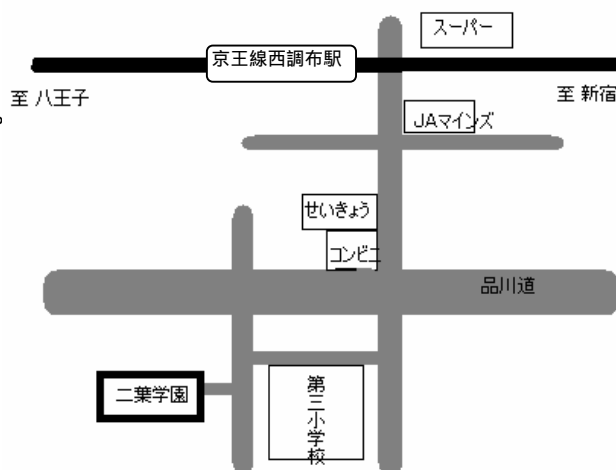 スーパー
京王線西調布駅
至 八王子
至 新宿
JAマインズ
せいきょう
コンビニ
品川道
二葉学園
第三小学校